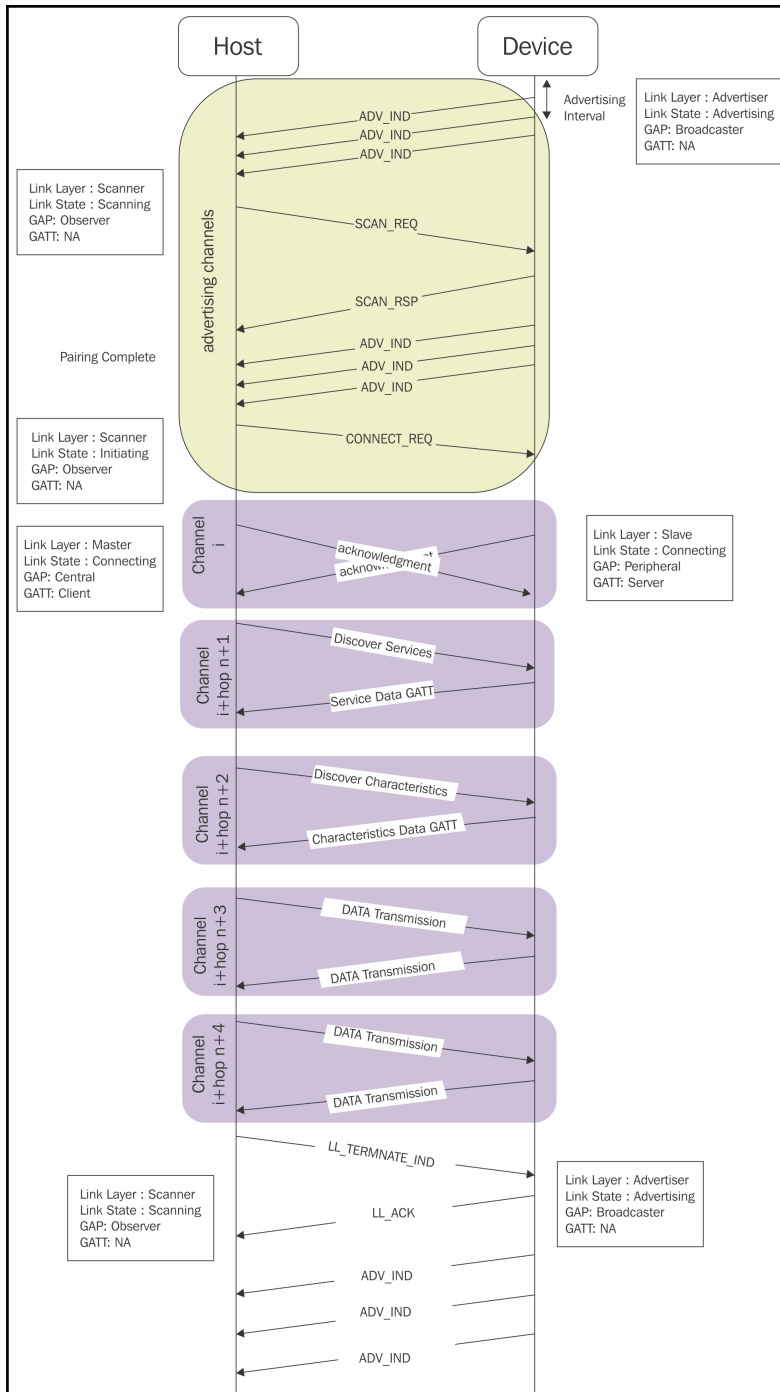 Host
Device
Advertising
Interval
Link Layer : Advertiser
Link State : Advertising
GAP: Broadcaster
GATT: NA
ADV_IND
ADV_IND
ADV_IND
Link Layer : Scanner
Link State : Scanning
GAP: Observer
GATT: NA
advertising channels
SCAN_REQ
SCAN_RSP
Pairing Complete
ADV_IND
ADV_IND
ADV_IND
Link Layer : Scanner
Link State : Initiating
GAP: Observer
GATT: NA
CONNECT_REQ
Link Layer : Master
Link State : Connecting
GAP: Central
GATT: Client
Channel
i
acknowledgment
Link Layer : Slave
Link State : Connecting
GAP: Peripheral
GATT: Server
Channel
i+hop n+1
Discover Services
Service Data GATT
Channel
i+hop n+2
Discover Characteristics
Characteristics Data GATT
Channel
i+hop n+3
DATA Transmission
DATA Transmission
Channel
i+hop n+4
DATA Transmission
DATA Transmission
LL_TERMNATE_IND
Link Layer : Scanner
Link State : Scanning
GAP: Observer
GATT: NA
LL_ACK
Link Layer : Advertiser
Link State : Advertising
GAP: Broadcaster
GATT: NA
ADV_IND
ADV_IND
ADV_IND